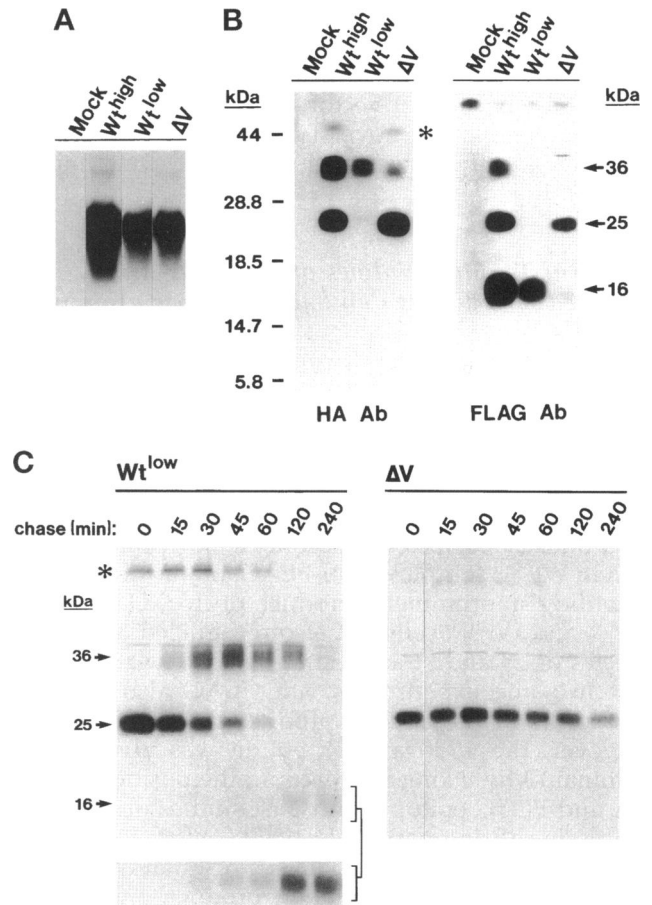 A
Mock
Wt high
Wt low
ΔV
B
Mock
Wt high
Wt low
ΔV
Mock
Wt high
Wt low
ΔV
kDa
44
28.8
18.5
14.7
5.8
*
kDa
36
25
16
HA Ab
FLAG Ab
C
Wt low
ΔV
chase (min): 0 15 30 45 60 120 240
0 15 30 45 60 120 240
*
kDa
36
25
16